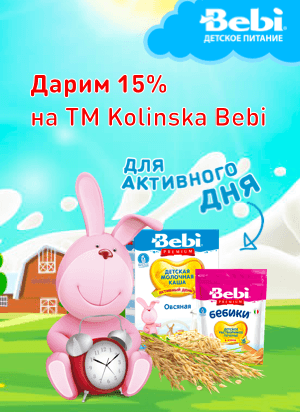 Bebi
ДЕТСКОЕ ПИТАНИЕ
Дарим 15%
на ТМ Kolinska Bebi
ДЛЯ
АКТИВНОГО
ДНЯ
Bebi
PREMIUM
ДЕТСКАЯ
МОЛОЧНАЯ
КАША
Овсяная
Bebi
PREMIUM
бебики